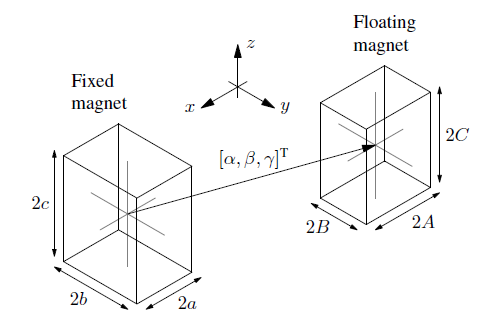 Floating
magnet
z
Fixed
magnet
x
y
2C
[α, β, γ]ᵀ
2c
2B
2A
2b
2a